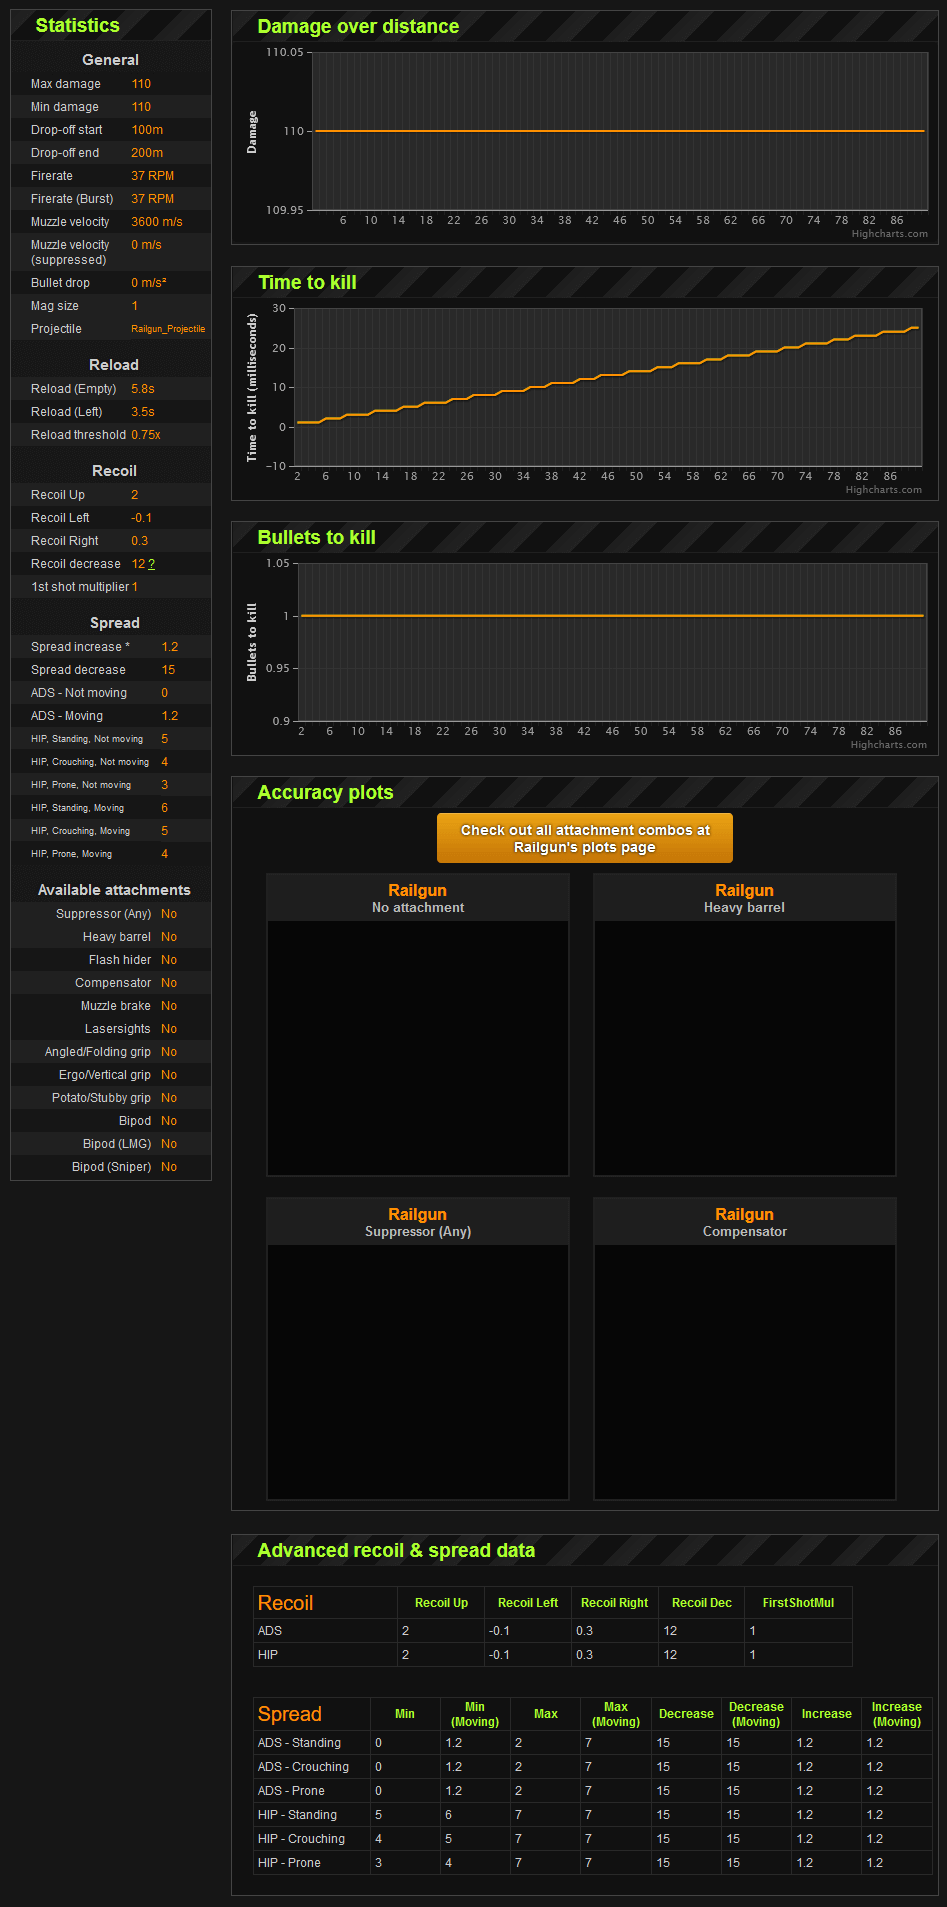 Statistics
General
Max damage 110
Min damage 110
Drop-off start 100m
Drop-off end 200m
Firerate 37 RPM
Firerate (Burst) 37 RPM
Muzzle velocity 3600 m/s
Muzzle velocity 0 m/s
(suppressed)
Bullet drop 0 m/s²
Mag size 1
Projectile Railgun_Projectile
Reload
Reload (Empty) 5.8s
Reload (Left) 3.5s
Reload threshold 0.75x
Recoil
Recoil Up 2
Recoil Left -0.1
Recoil Right 0.3
Recoil decrease 12 ?
1st shot multiplier 1
Spread
Spread increase * 1.2
Spread decrease 15
ADS - Not moving 0
ADS - Moving 1.2
HIP, Standing, Not moving 5
HIP, Crouching, Not moving 4
HIP, Prone, Not moving 3
HIP, Standing, Moving 6
HIP, Crouching, Moving 5
HIP, Prone, Moving 4
Available attachments
Suppressor (Any) No
Heavy barrel No
Flash hider No
Compensator No
Muzzle brake No
Lasersights No
Angled/Folding grip No
Ergo/Vertical grip No
Potato/Stubby grip No
Bipod No
Bipod (LMG) No
Bipod (Sniper) No
Damage over distance
Damage
110.05
110
109.95
6 10 14 18 22 26 30 34 38 42 46 50 54 58 62 66 70 74 78 82 86
Highcharts.com
Time to kill
Time to kill (milliseconds)
30
20
10
0
-10
2 6 10 14 18 22 26 30 34 38 42 46 50 54 58 62 66 70 74 78 82 86
Highcharts.com
Bullets to kill
Bullets to kill
1.05
1
0.95
0.9
2 6 10 14 18 22 26 30 34 38 42 46 50 54 58 62 66 70 74 78 82 86
Highcharts.com
Accuracy plots
Check out all attachment combos at
Railgun's plots page
Railgun
No attachment
Railgun
Heavy barrel
Railgun
Suppressor (Any)
Railgun
Compensator
Advanced recoil & spread data
Recoil Recoil Up Recoil Left Recoil Right Recoil Dec FirstShotMul
ADS 2 -0.1 0.3 12 1
HIP 2 -0.1 0.3 12 1
Spread Min Min (Moving) Max Max (Moving) Decrease Decrease (Moving) Increase Increase (Moving)
ADS - Standing 0 1.2 2 7 15 15 1.2 1.2
ADS - Crouching 0 1.2 2 7 15 15 1.2 1.2
ADS - Prone 0 1.2 2 7 15 15 1.2 1.2
HIP - Standing 5 6 7 7 15 15 1.2 1.2
HIP - Crouching 4 5 7 7 15 15 1.2 1.2
HIP - Prone 3 4 7 7 15 15 1.2 1.2